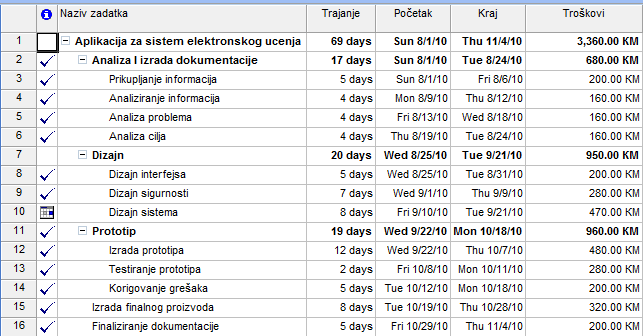 Naziv zadatka Trajanje Početak Kraj Troškovi
1 Aplikacija za sistem elektronskog ucenja 69 days Sun 8/1/10 Thu 11/4/10 3,360.00 KM
2 Analiza I izrada dokumentacije 17 days Sun 8/1/10 Tue 8/24/10 680.00 KM
3 Prikupljanje informacija 5 days Sun 8/1/10 Fri 8/6/10 200.00 KM
4 Analiziranje informacija 4 days Mon 8/9/10 Thu 8/12/10 160.00 KM
5 Analiza problema 4 days Fri 8/13/10 Wed 8/18/10 160.00 KM
6 Analiza cilja 4 days Thu 8/19/10 Tue 8/24/10 160.00 KM
7 Dizajn 20 days Wed 8/25/10 Tue 9/21/10 950.00 KM
8 Dizajn interfejsa 5 days Wed 8/25/10 Tue 8/31/10 200.00 KM
9 Dizajn sigurnosti 7 days Wed 9/1/10 Thu 9/9/10 280.00 KM
10 Dizajn sistema 8 days Fri 9/10/10 Tue 9/21/10 470.00 KM
11 Prototip 19 days Wed 9/22/10 Mon 10/18/10 960.00 KM
12 Izrada prototipa 12 days Wed 9/22/10 Thu 10/7/10 480.00 KM
13 Testiranje prototipa 2 days Fri 10/8/10 Mon 10/11/10 280.00 KM
14 Korigovanje grešaka 5 days Tue 10/12/10 Mon 10/18/10 200.00 KM
15 Izrada finalnog proizvoda 8 days Tue 10/19/10 Thu 10/28/10 320.00 KM
16 Finaliziranje dokumentacije 5 days Fri 10/29/10 Thu 11/4/10 200.00 KM